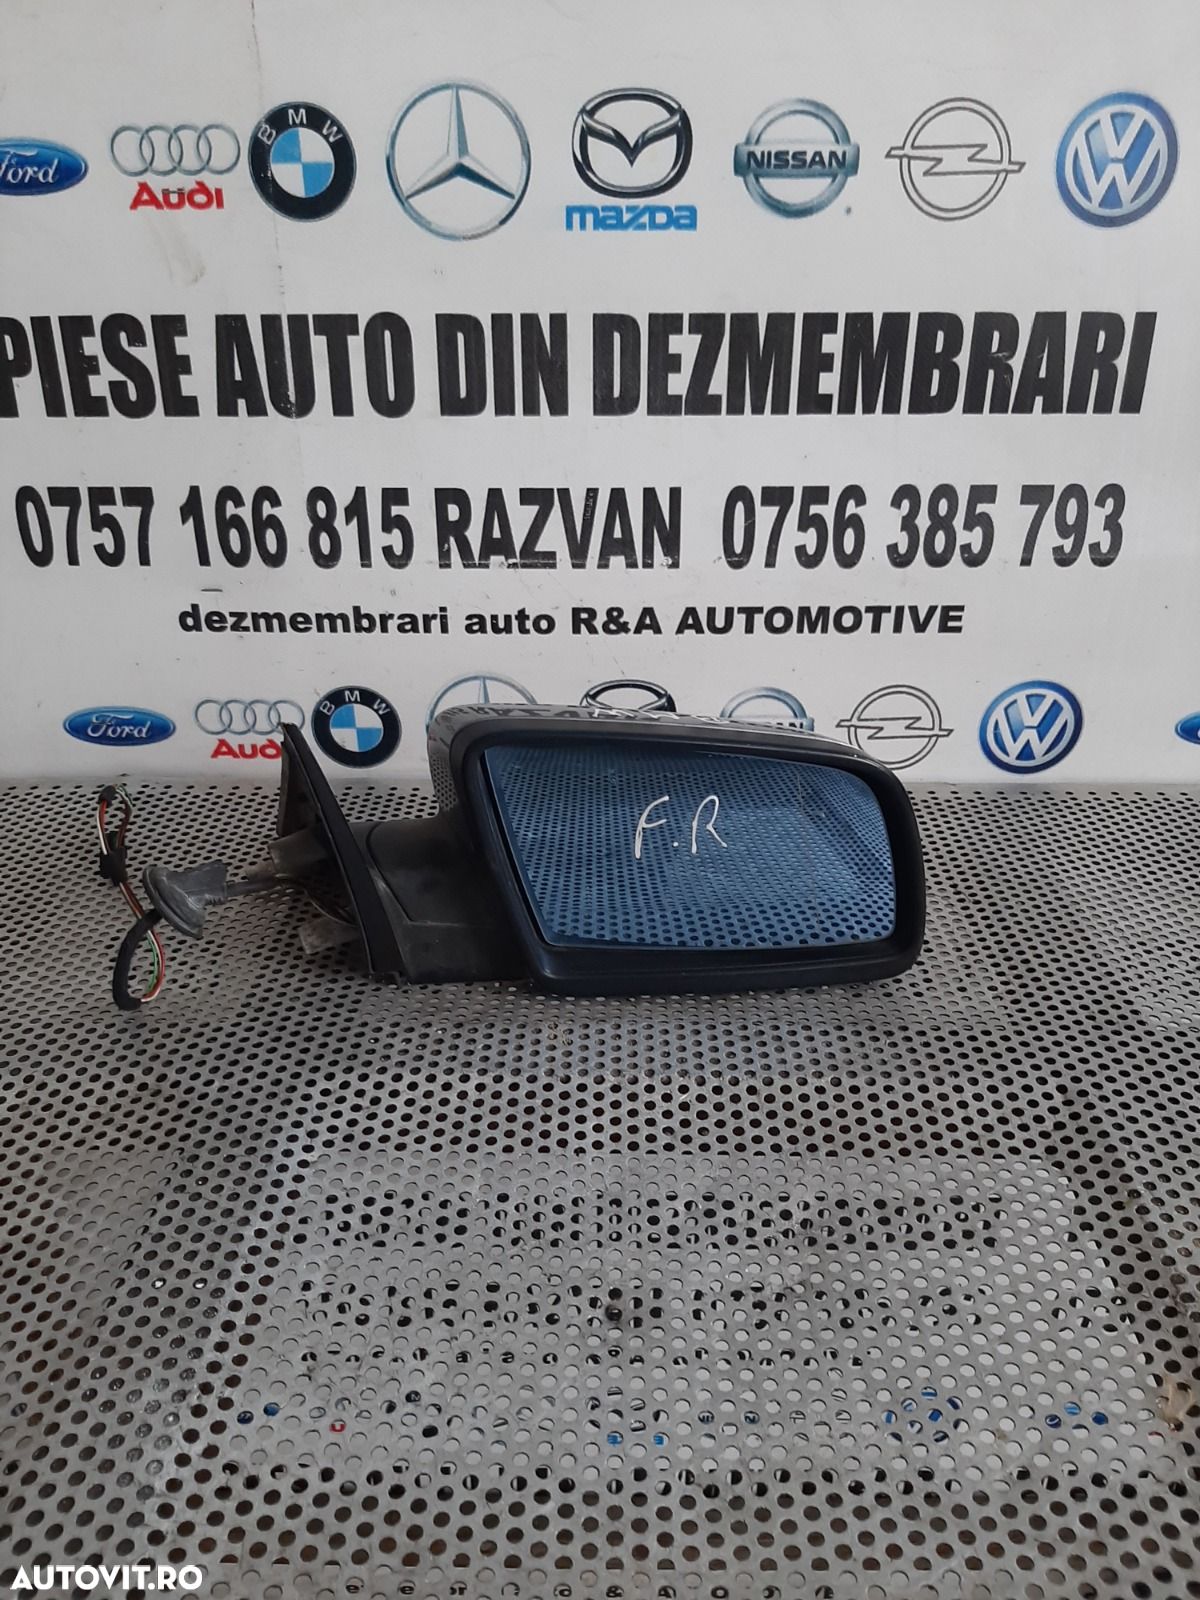 Ford
Audi
BMW
mazda
NISSAN
PIESE AUTO DIN DEZMEMBRARI
0757 166 815 RAZVAN 0756 385 793
dezmembrari auto R&A AUTOMOTIVE
Ford
Audi
BMW
F.R
AUTOVIT.RO